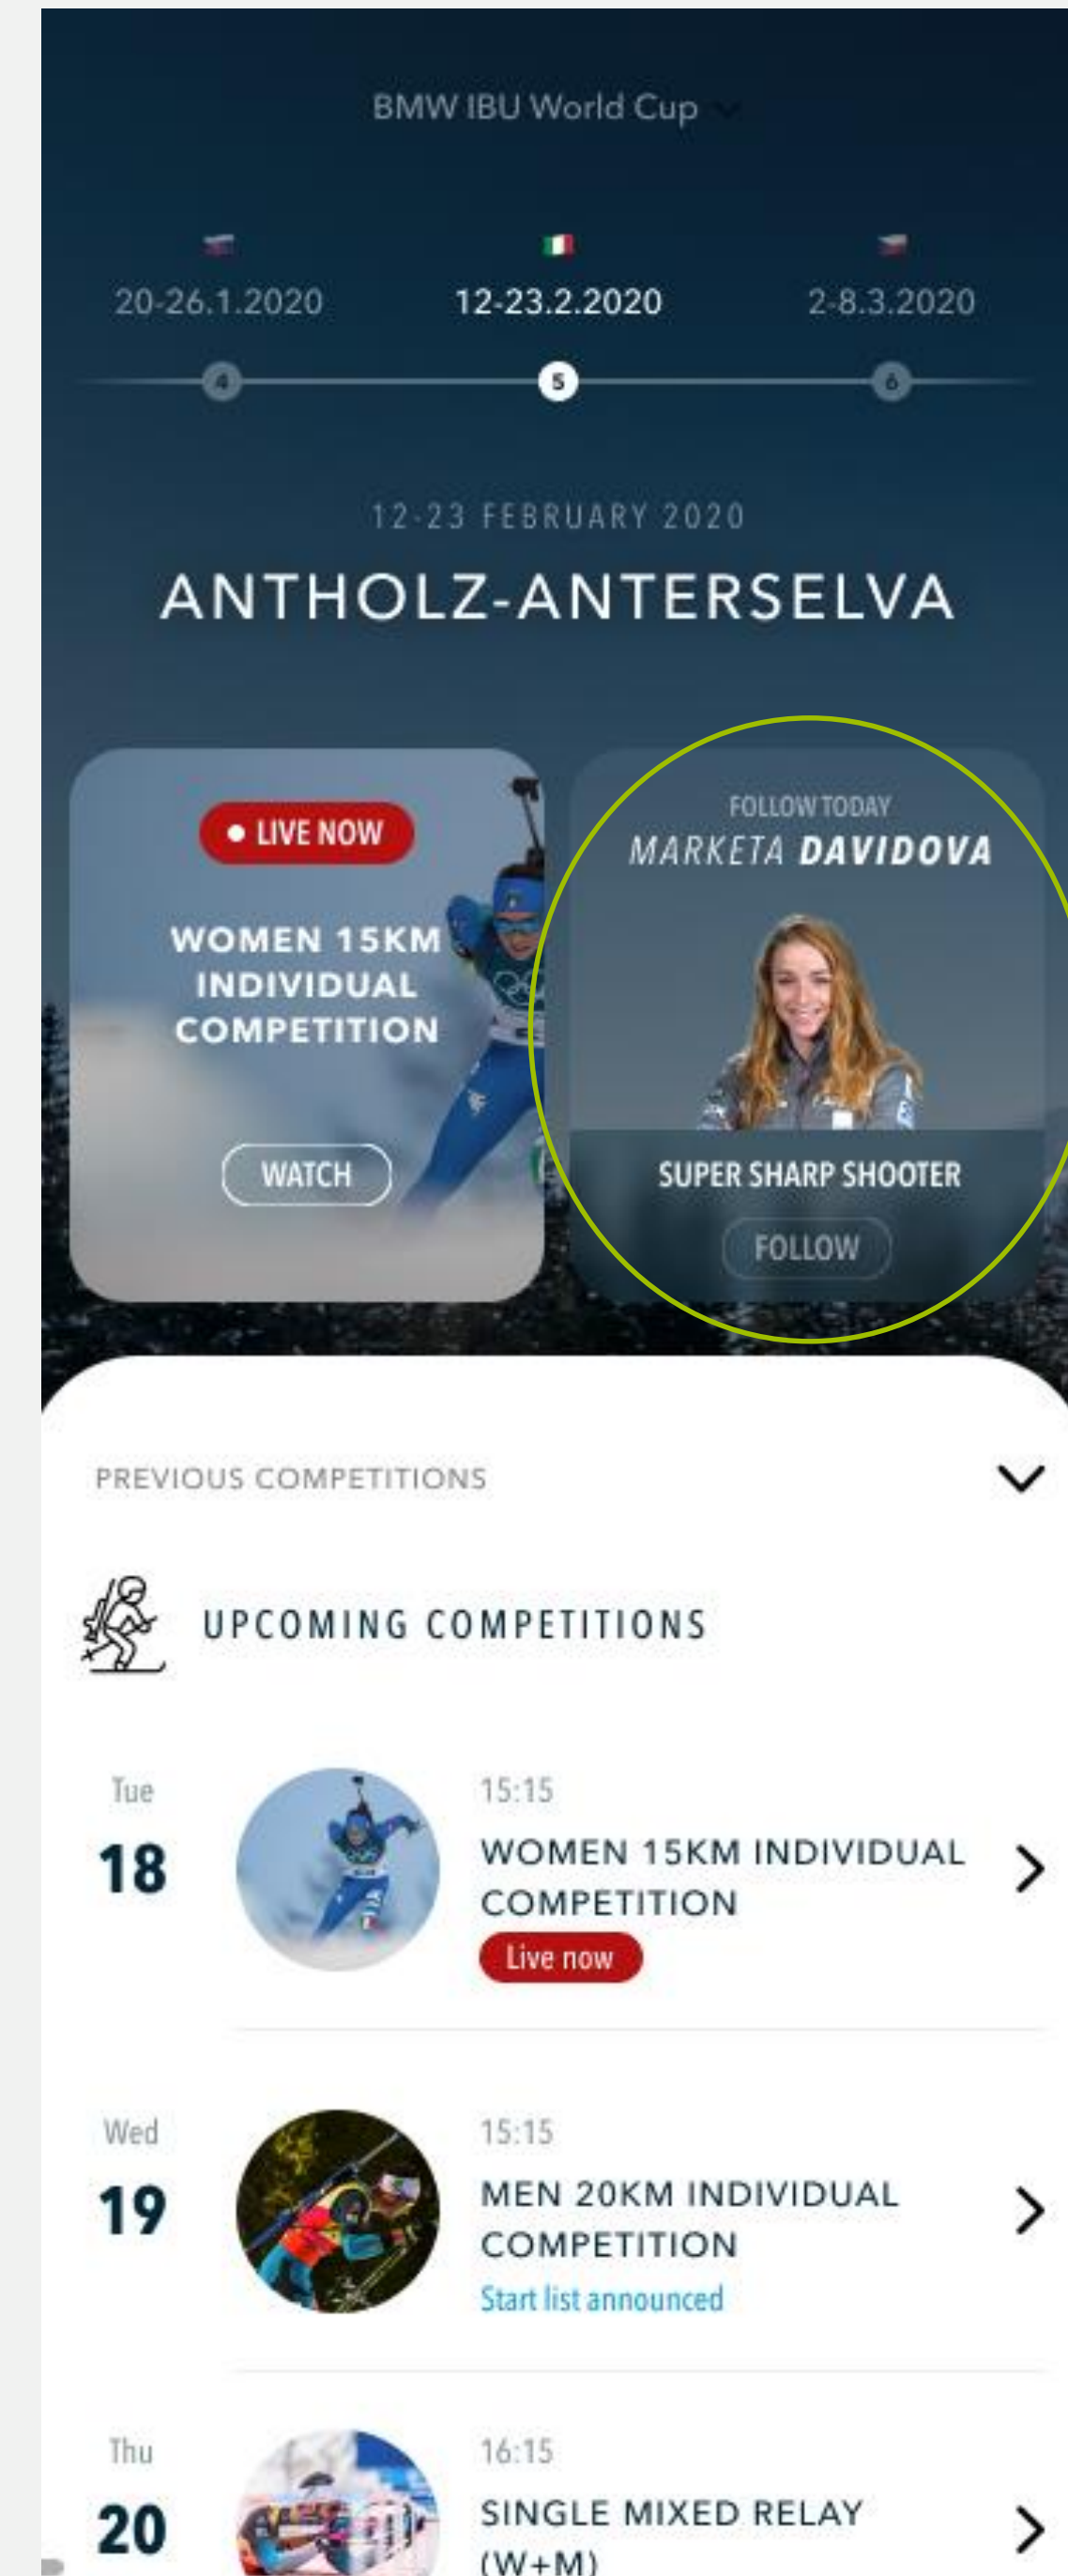 BMW IBU World Cup
20-26.1.2020
12-23.2.2020
2-8.3.2020
4
5
6
12-23 FEBRUARY 2020
ANTHOLZ-ANTERSELVA
LIVE NOW
WOMEN 15KM
INDIVIDUAL
COMPETITION
WATCH
FOLLOW TODAY
MARKETA DAVIDOVA
SUPER SHARP SHOOTER
FOLLOW
PREVIOUS COMPETITIONS
UPCOMING COMPETITIONS
Tue
18
15:15
WOMEN 15KM INDIVIDUAL
COMPETITION
Live now
Wed
19
15:15
MEN 20KM INDIVIDUAL
COMPETITION
Start list announced
Thu
20
16:15
SINGLE MIXED RELAY
(W+M)